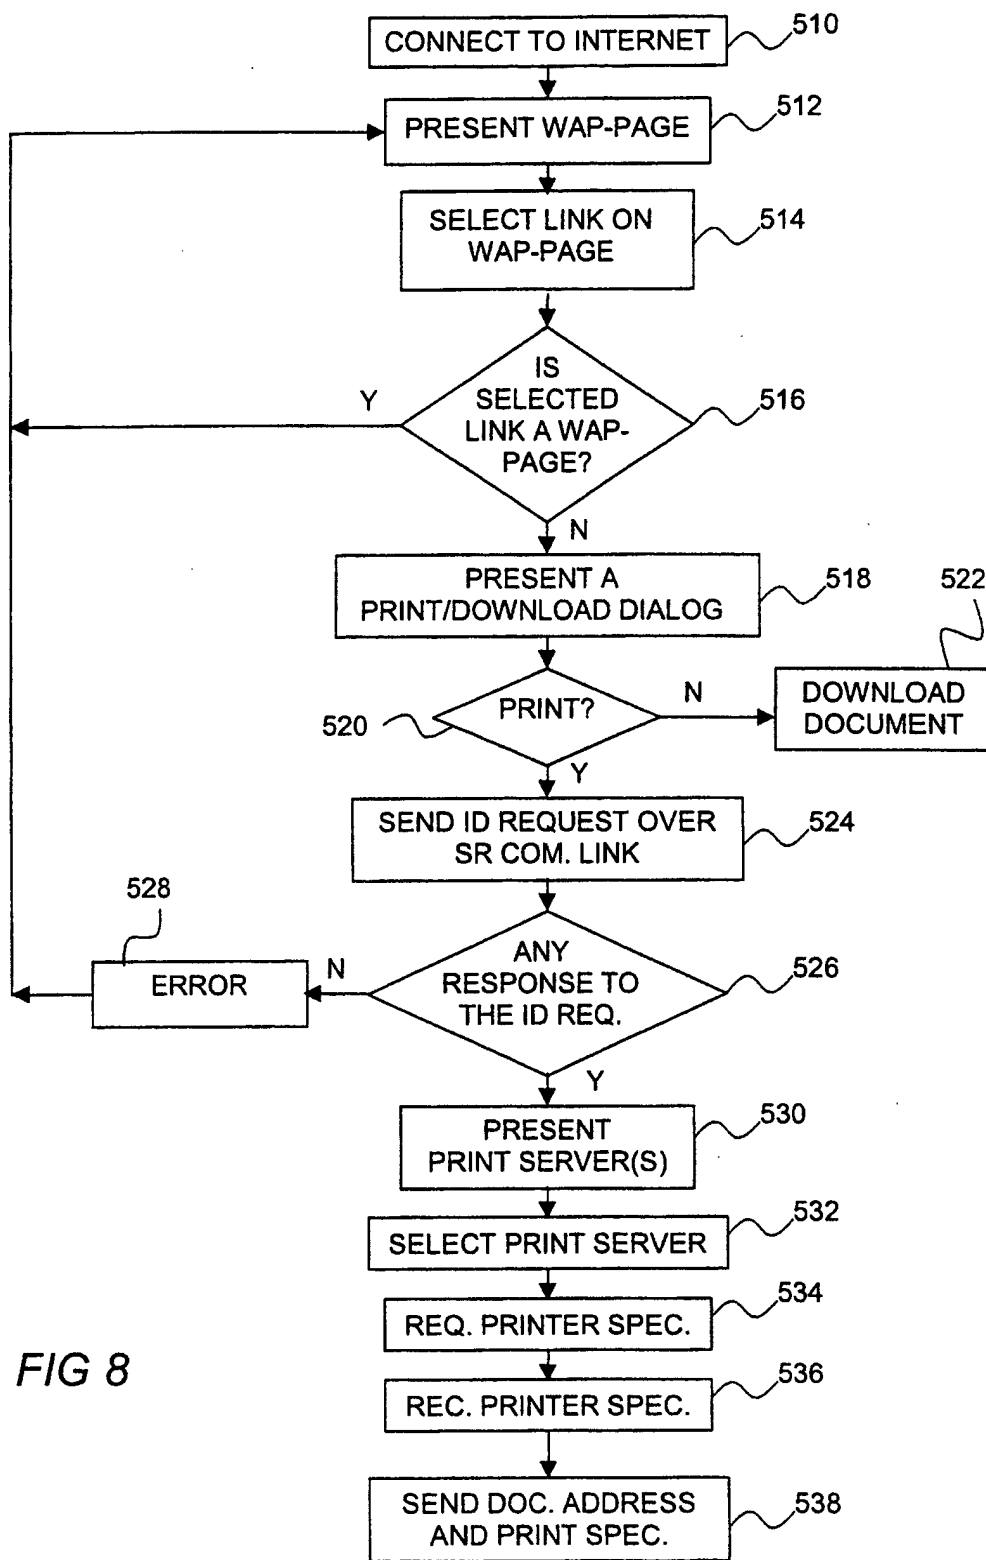 CONNECT TO INTERNET
510
PRESENT WAP-PAGE
512
SELECT LINK ON
WAP-PAGE
514
IS
SELECTED
LINK A WAP-
PAGE?
516
Y
N
PRESENT A
PRINT/DOWNLOAD DIALOG
518
522
PRINT?
520
N
DOWNLOAD
DOCUMENT
Y
SEND ID REQUEST OVER
SR COM. LINK
524
528
ANY
RESPONSE TO
THE ID REQ.
526
N
ERROR
Y
PRESENT
PRINT SERVER(S)
530
SELECT PRINT SERVER
532
REQ. PRINTER SPEC.
534
FIG 8
REC. PRINTER SPEC.
536
SEND DOC. ADDRESS
AND PRINT SPEC.
538